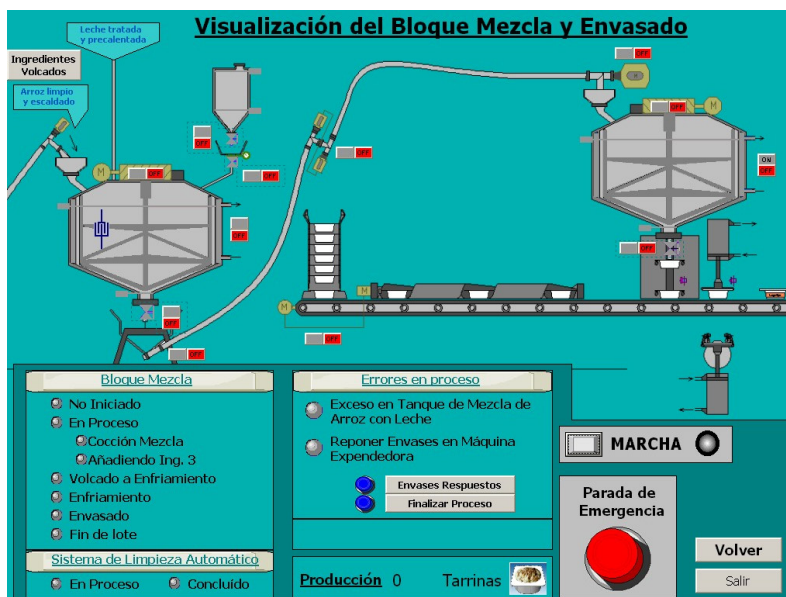 Visualización del Bloque Mezcla y Envasado
Leche tratada
y precalentada
Ingredientes
Volcados
Arroz limpio
y escaldado
OFF
OFF
OFF
OFF
OFF
OFF
OFF
OFF
OFF
ON
OFF
OFF
OFF
M
M
M
M
Bloque Mezcla
No Iniciado
En Proceso
Cocción Mezcla
Añadiendo Ing. 3
Volcado a Enfriamiento
Enfriamiento
Envasado
Fin de lote
Sistema de Limpieza Automático
En Proceso
Concluído
Errores en proceso
Exceso en Tanque de Mezcla de
Arroz con Leche
Reponer Envases en Máquina
Expendedora
Envases Respuestos
Finalizar Proceso
Producción 0 Tarrinas
MARCHA
Parada de
Emergencia
Volver
Salir